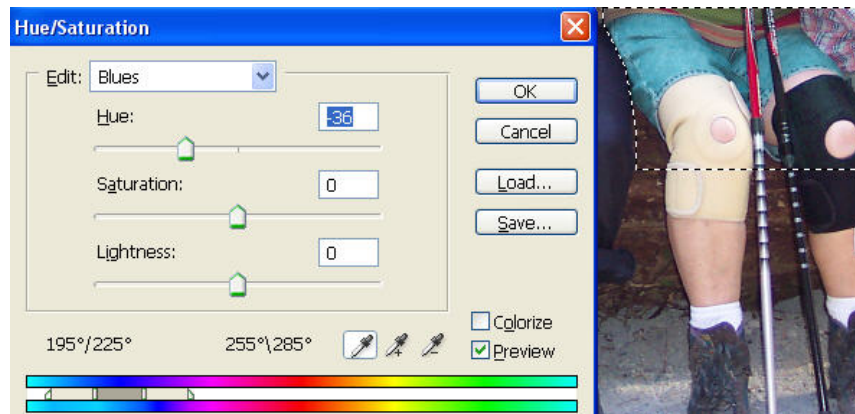 Hue/Saturation
Edit: Blues
OK
Hue: -36
Cancel
Saturation: 0
Load...
Save...
Lightness: 0
Colorize
195°/225° 255°\285°
Preview